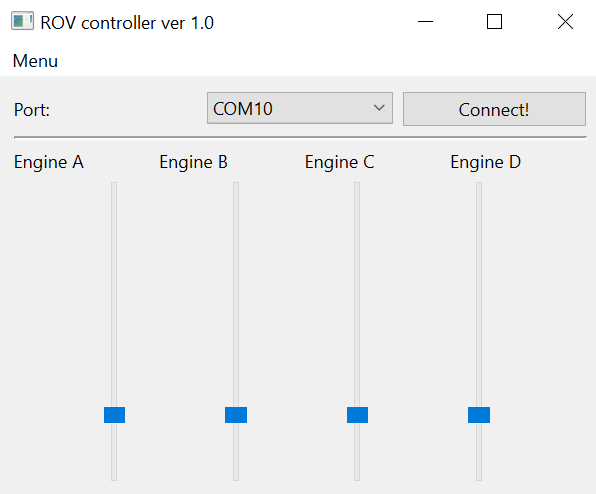 ROV controller ver 1.0
Menu
Port: COM10 Connect!
Engine A Engine B Engine C Engine D